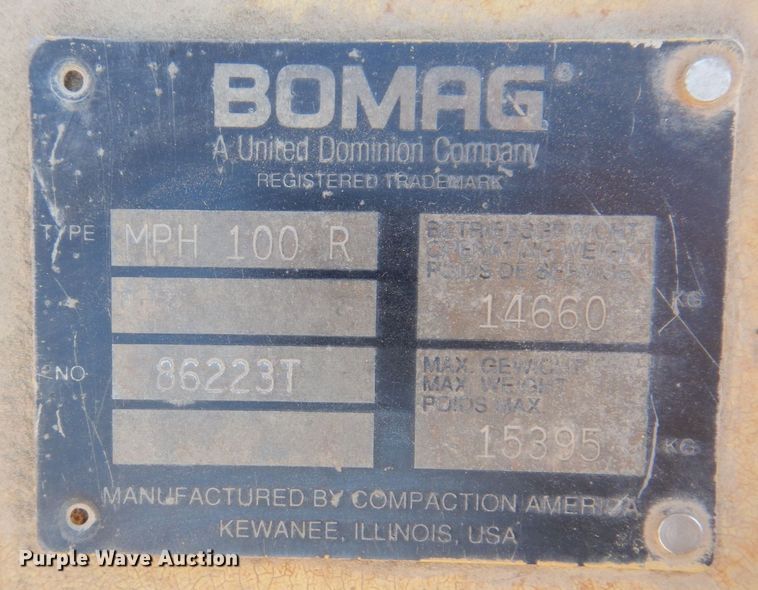 BOMAG®
A United Dominion Company
REGISTERED TRADEMARK
TYPE MPH 100 R
BETRIEBSGEWICHT
OPERATING WEIGHT
POIDS DE SERVICE
14660 KG
NO 86223T
MAX. GEWICHT
MAX. WEIGHT
POIDS MAX.
15395 KG
MANUFACTURED BY COMPACTION AMERICA
KEWANEE, ILLINOIS, USA
Purple Wave Auction